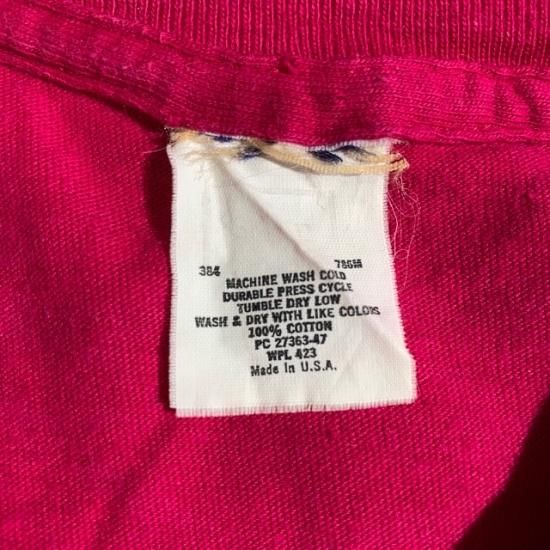 384 786M
MACHINE WASH COLD
DURABLE PRESS CYCLE
TUMBLE DRY LOW
WASH & DRY WITH LIKE COLORS
100% COTTON
PC 27363-47
WPL 423
Made In U.S.A.